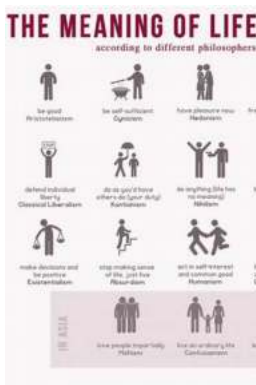 THE MEANING OF LIFE
according to different philosophers
be good
Aristotelianism
be self-sufficient
Cynicism
have pleasure now
Hedonism
defend individual
liberty
Classical Liberalism
do as you'd have
others do (your duty)
Kantianism
be anything (life has
no meaning)
Nihilism
make decisions and
be positive
Existentialism
stop making sense
of life, just live
Absurdism
act in self-interest
and common good
Humanism
IN ASIA
love people impartially
Mohism
live an ordinary life
Confucianism